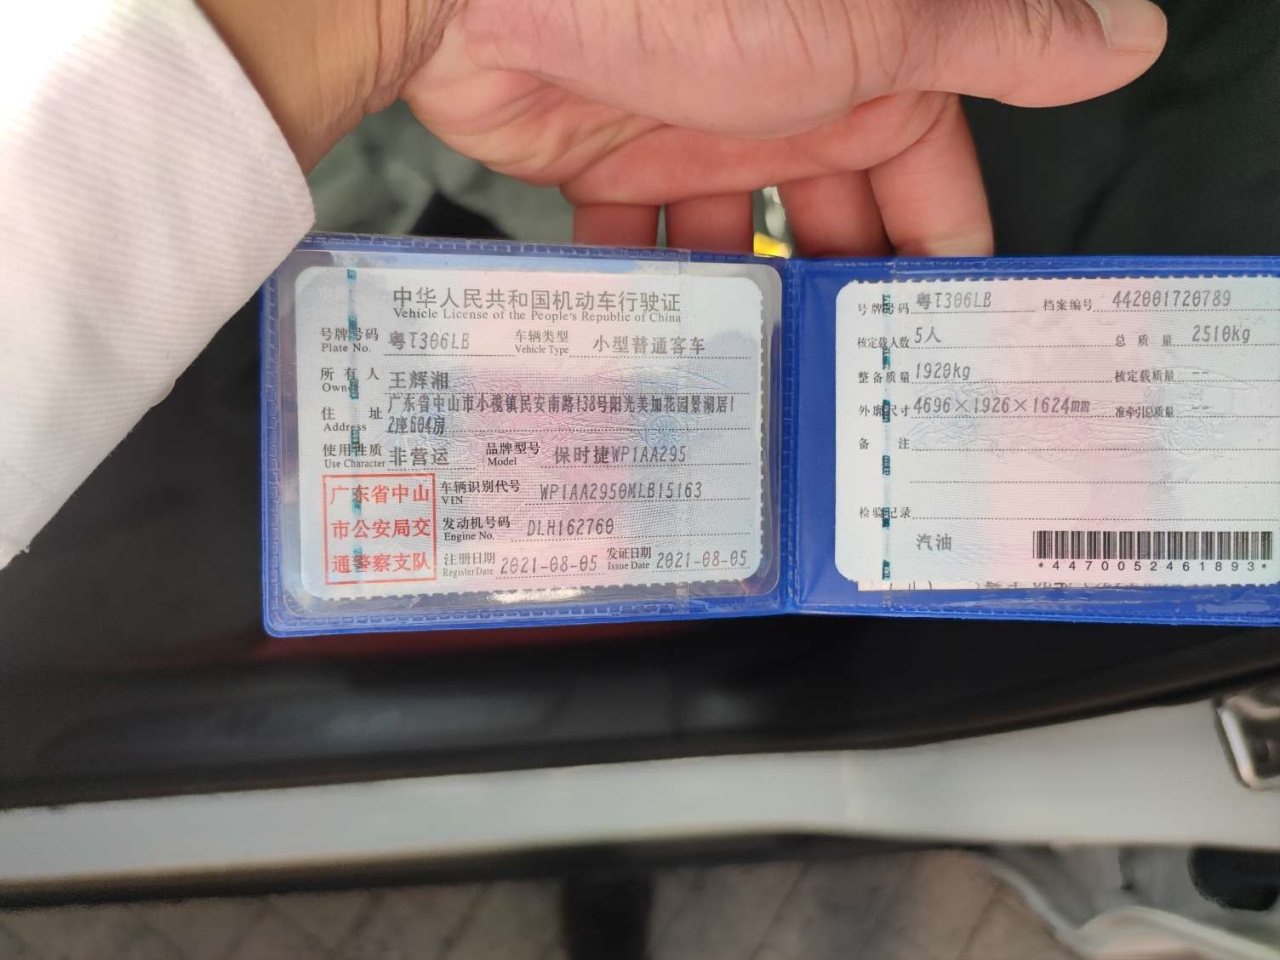 中华人民共和国机动车行驶证
Vehicle License of the People's Republic of China
号牌号码 粤T306LB 车辆类型 小型普通客车
Plate No. Vehicle Type
所有人 王辉湘
Owner
住址 广东省中山市小榄镇民安南路138号阳光美加花园景湖居1
Address 2座604房
使用性质 非营运 品牌型号 保时捷WP1AA295
Use Character Model
广东省中山
市公安局交
通警察支队
车辆识别代号 WP1AA2950MLB15163
VIN
发动机号码 DLH162760
Engine No.
注册日期 2021-08-05 发证日期 2021-08-05
Register Date Issue Date
号牌号码 粤T306LB 档案编号 442001720789
核定载人数 5人 总质量 2510kg
整备质量 1920kg 核定载质量 --
外廓尺寸 4696×1926×1624mm 准牵引总质量 --
备注
检验记录
汽油
*4470052461893*